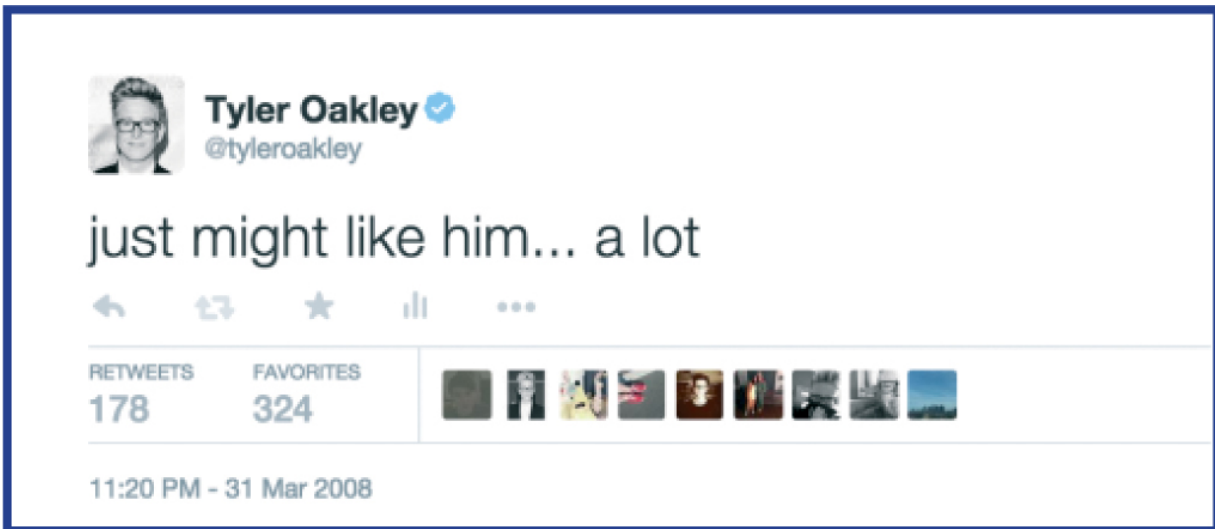 Tyler Oakley
@tyleroakley
just might like him... a lot
RETWEETS FAVORITES
178 324
11:20 PM - 31 Mar 2008